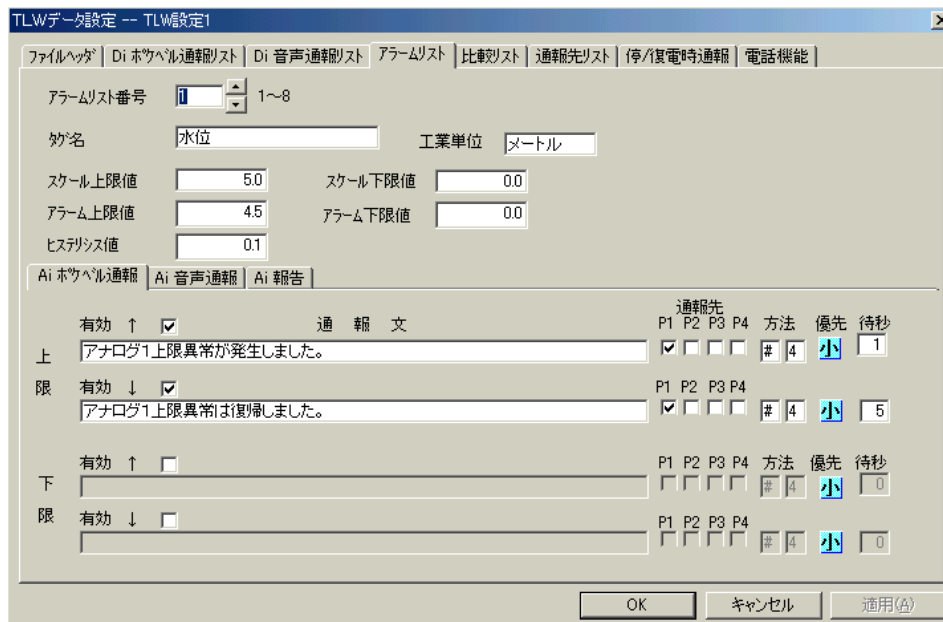 TLWデータ設定 -- TLW設定1
ファイルヘッダ Di ポケベル通報リスト Di 音声通報リスト アラームリスト 比較リスト 通報先リスト 停/復電時通報 電話機能
アラームリスト番号 1 1～8
タグ名 水位 工業単位 メートル
スケール上限値 5.0 スケール下限値 0.0
アラーム上限値 4.5 アラーム下限値 0.0
ヒステリシス値 0.1
Ai ポケベル通報 Ai 音声通報 Ai 報告
通報先
有効 ↑ 通 報 文 P1 P2 P3 P4 方法 優先 待秒
上 アナログ1上限異常が発生しました。 # 4 小 1
限 有効 ↓ P1 P2 P3 P4
アナログ1上限異常は復帰しました。 # 4 小 5
有効 ↑ P1 P2 P3 P4 方法 優先 待秒
下 # 4 小 0
限 有効 ↓ P1 P2 P3 P4
# 4 小 0
OK キャンセル 適用(A)